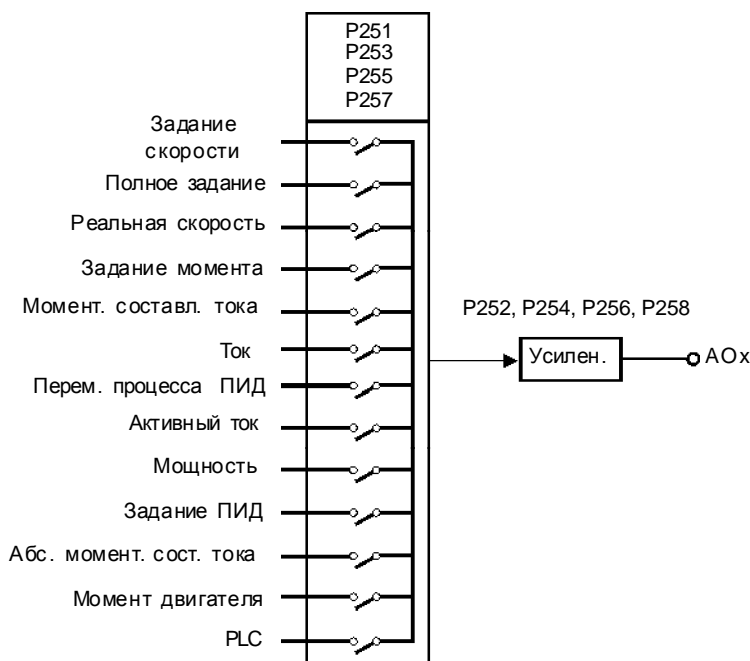 P251
P253
P255
P257
Задание
скорости
Полное задание
Реальная скорость
Задание момента
Момент. составл. тока
P252, P254, P256, P258
Ток
Усилен.
AOx
Перем. процесса ПИД
Активный ток
Мощность
Задание ПИД
Абс. момент. сост. тока
Момент двигателя
PLC